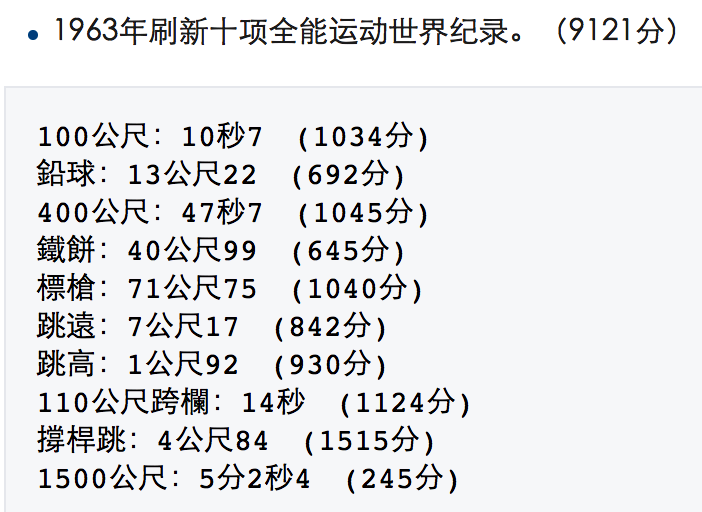 1963年刷新十项全能运动世界纪录。（9121分）
100公尺：10秒7 （1034分）
鉛球：13公尺22 （692分）
400公尺：47秒7 （1045分）
鐵餅：40公尺99 （645分）
標槍：71公尺75 （1040分）
跳遠：7公尺17 （842分）
跳高：1公尺92 （930分）
110公尺跨欄：14秒 （1124分）
撐桿跳：4公尺84 （1515分）
1500公尺：5分2秒4 （245分）